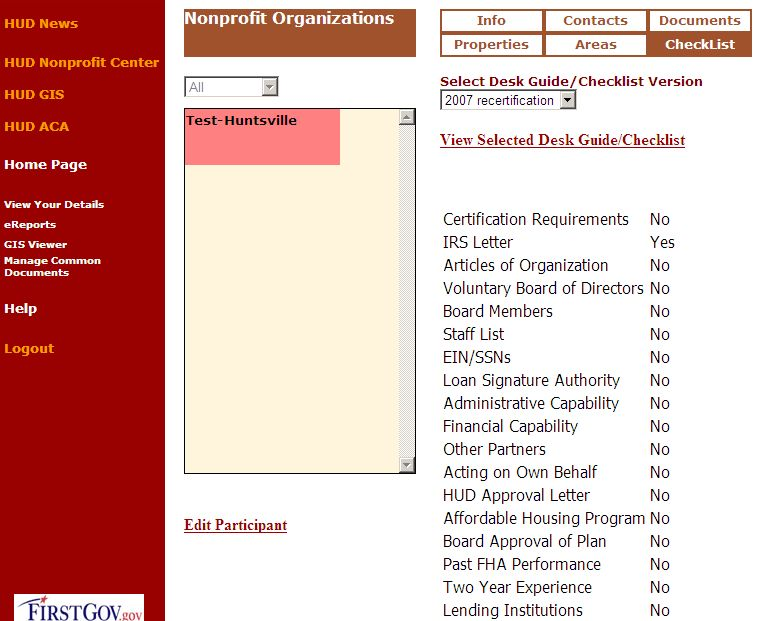 HUD News
HUD Nonprofit Center
HUD GIS
HUD ACA
Home Page
View Your Details
eReports
GIS Viewer
Manage Common
Documents
Help
Logout
FIRSTGOV.gov
Nonprofit Organizations
All
Test-Huntsville
Edit Participant
Info Contacts Documents
Properties Areas CheckList
Select Desk Guide/Checklist Version
2007 recertification
View Selected Desk Guide/Checklist
Certification Requirements No
IRS Letter Yes
Articles of Organization No
Voluntary Board of Directors No
Board Members No
Staff List No
EIN/SSNs No
Loan Signature Authority No
Administrative Capability No
Financial Capability No
Other Partners No
Acting on Own Behalf No
HUD Approval Letter No
Affordable Housing Program No
Board Approval of Plan No
Past FHA Performance No
Two Year Experience No
Lending Institutions No